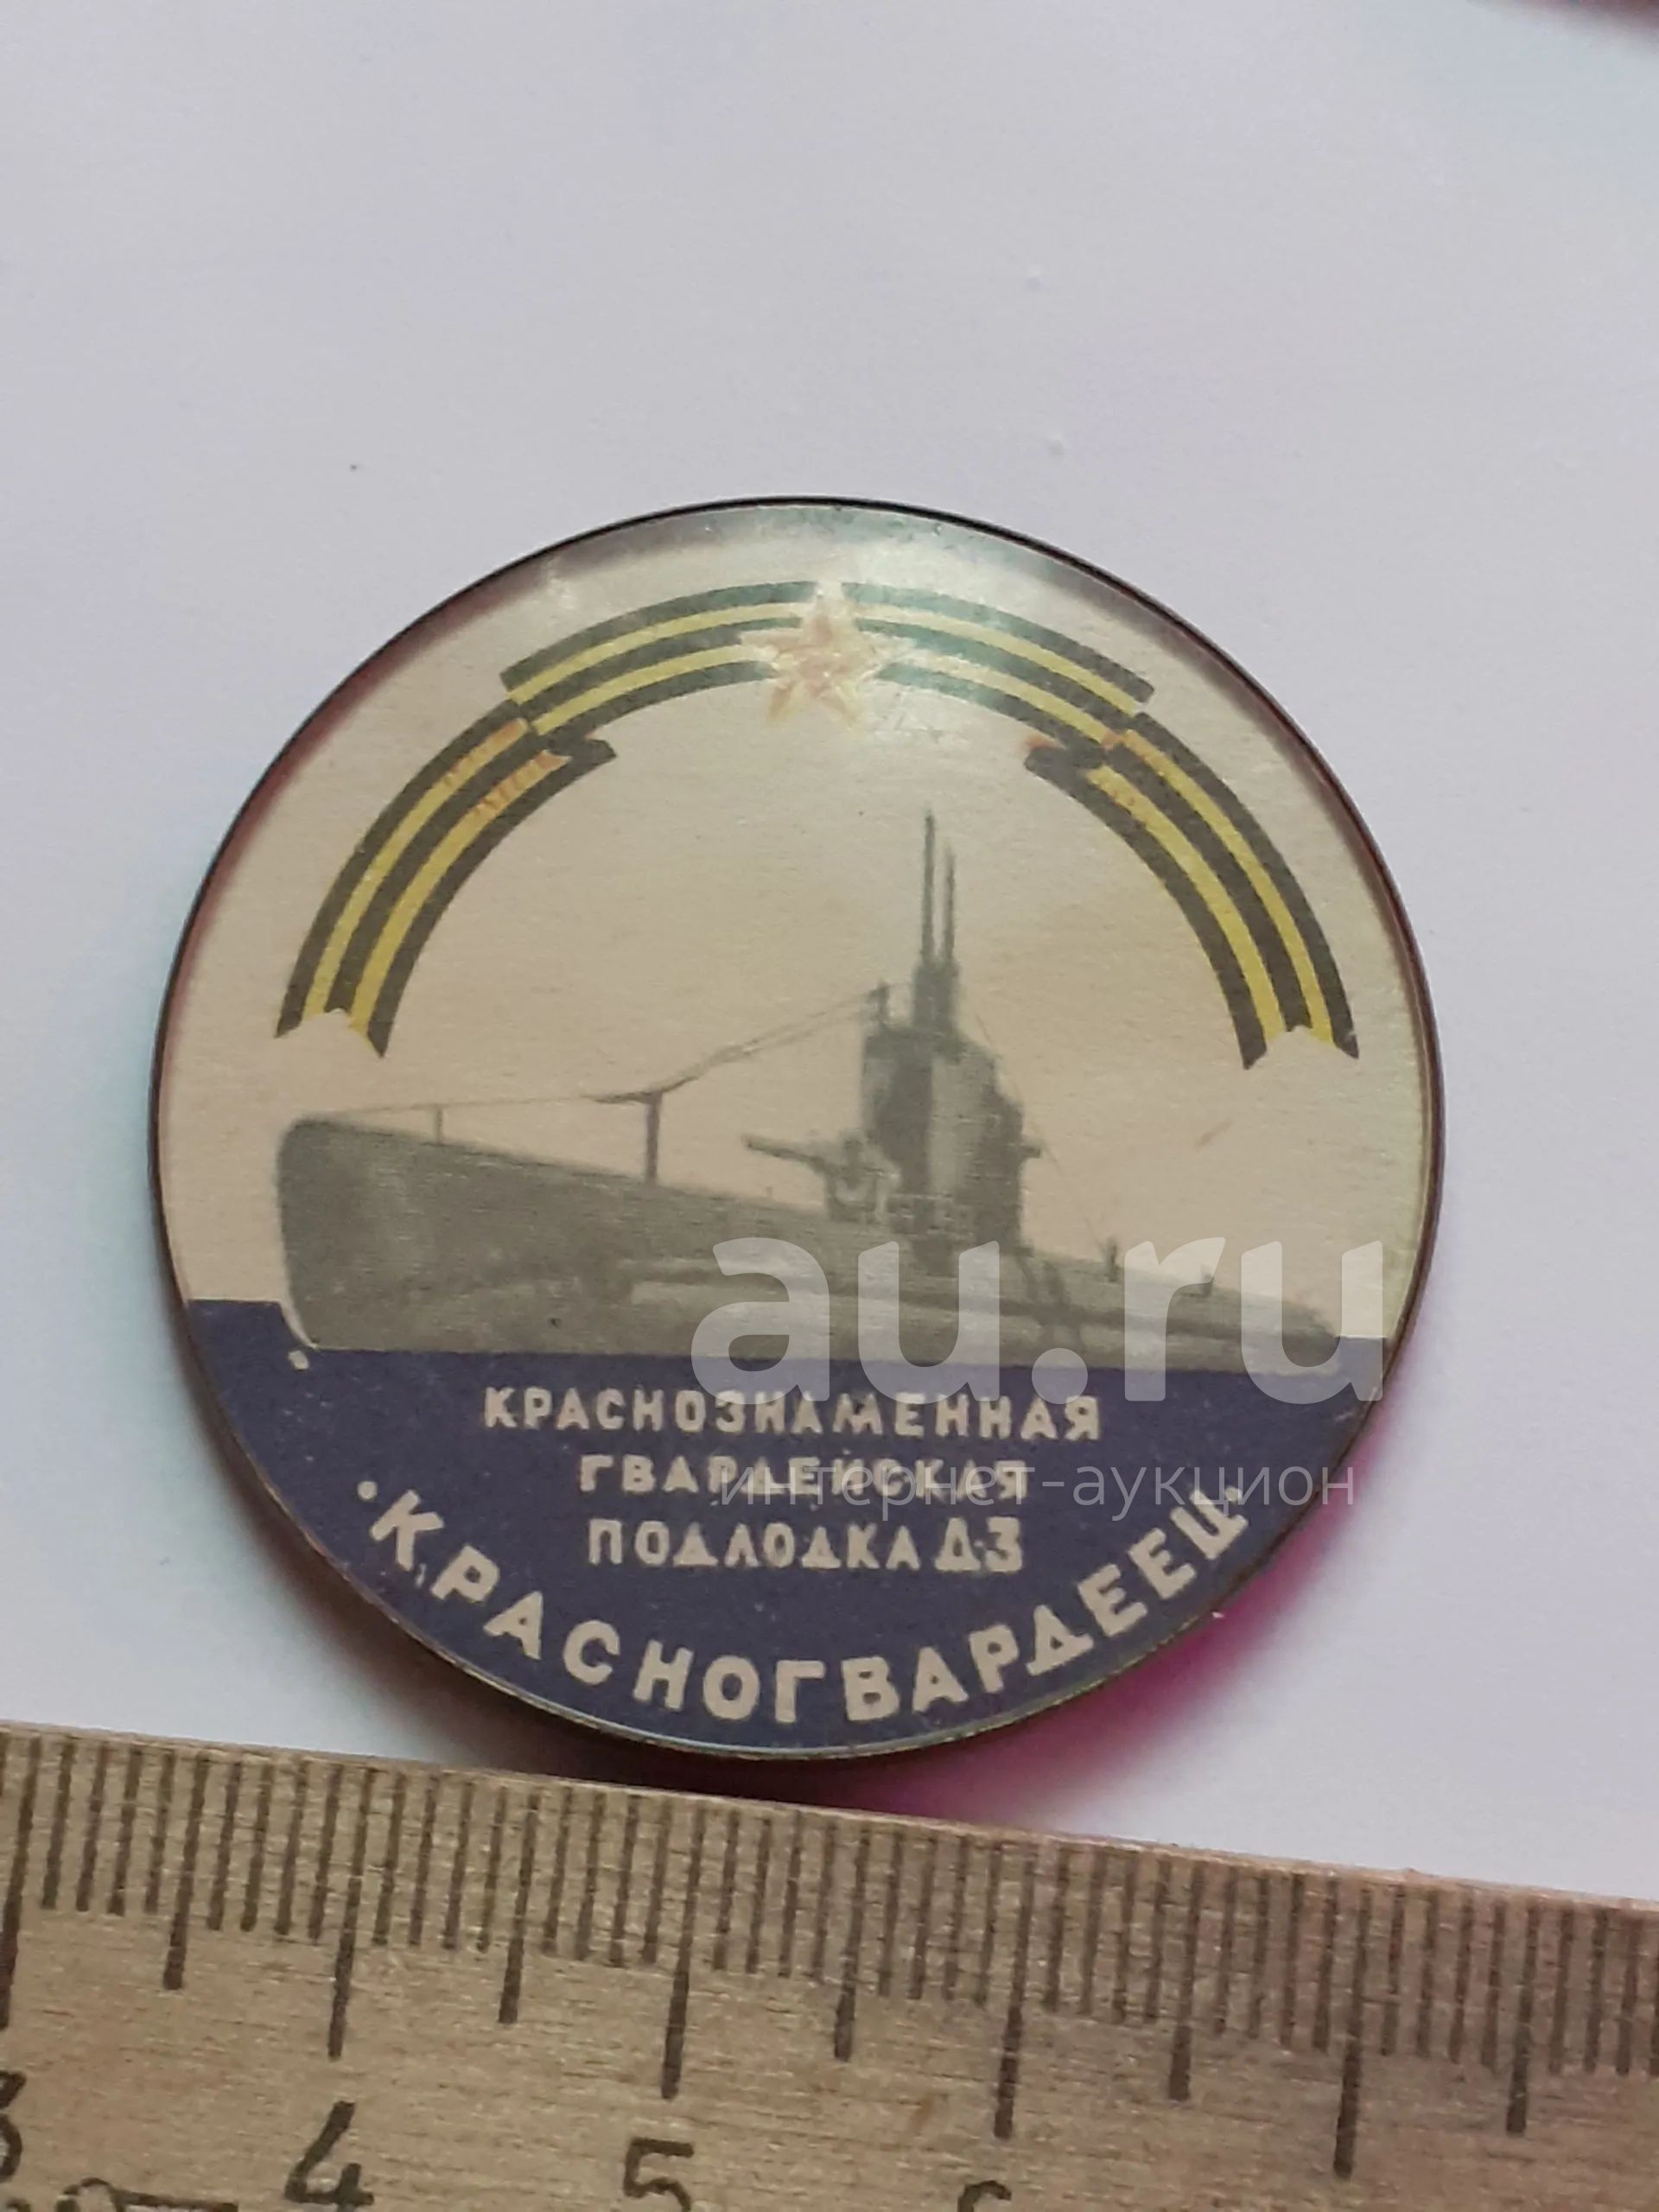 au.ru
интернет-аукцион
КРАСНОЗНАМЕННАЯ
ГВАРДЕЙСКАЯ
ПОДЛОДКА Д-3
•КРАСНОГВАРДЕЕЦ•
3 4 5 6